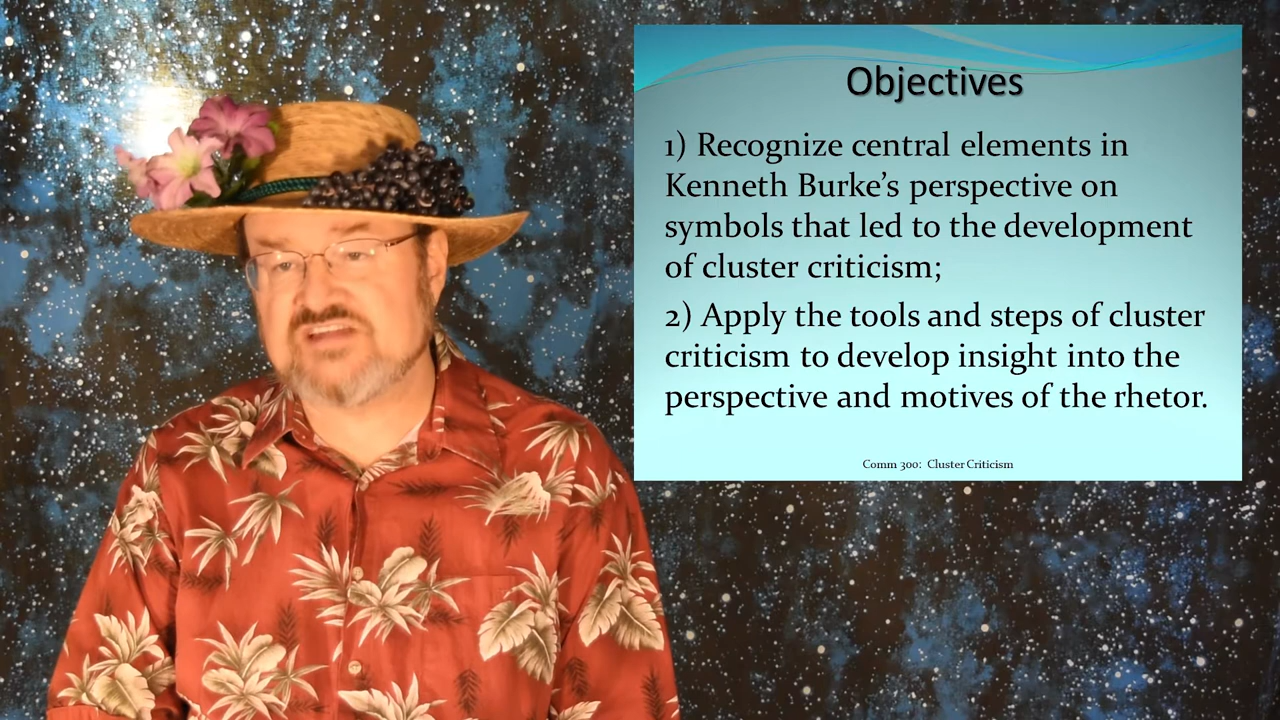 Objectives
1) Recognize central elements in
Kenneth Burke’s perspective on
symbols that led to the development
of cluster criticism;
2) Apply the tools and steps of cluster
criticism to develop insight into the
perspective and motives of the rhetor.
Comm 300: Cluster Criticism